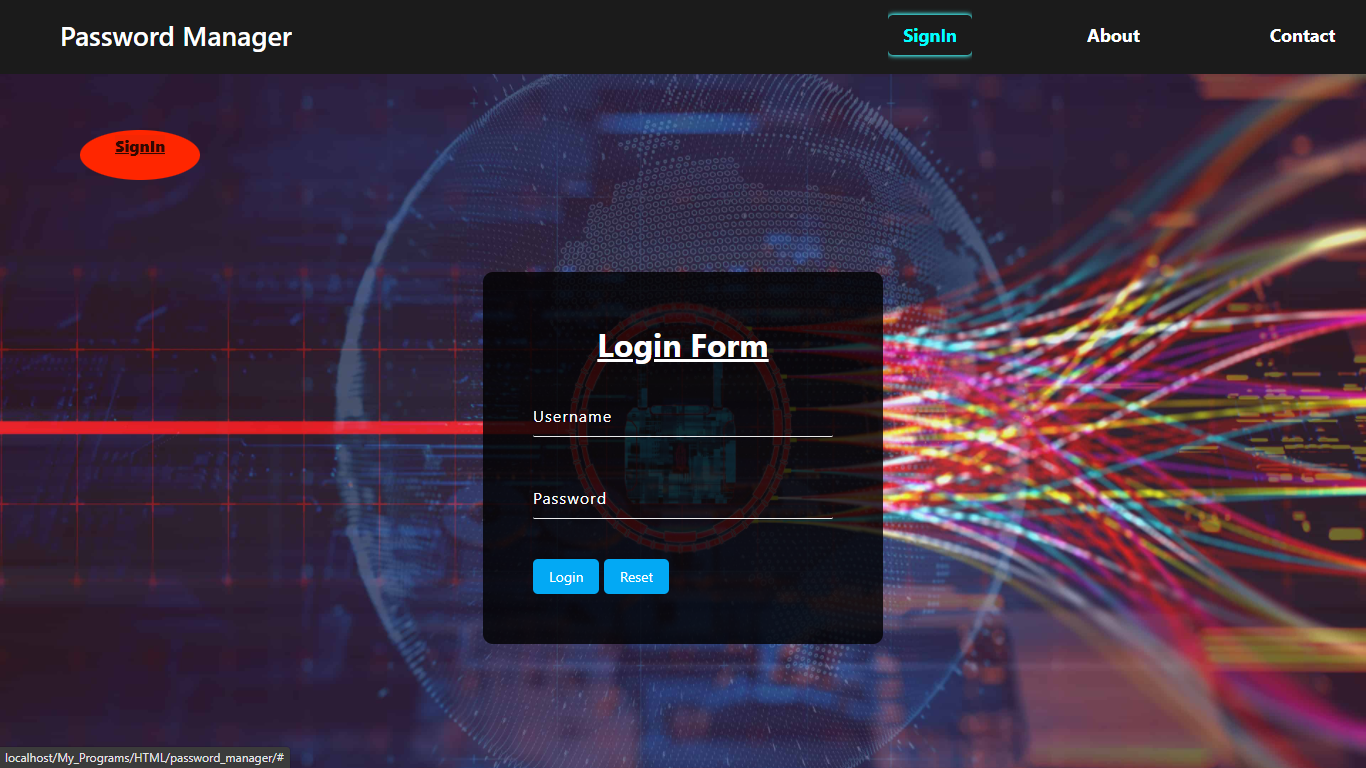 Password Manager
SignIn
About
Contact
SignIn
Login Form
Username
Password
Login
Reset
localhost/My_Programs/HTML/password_manager/#